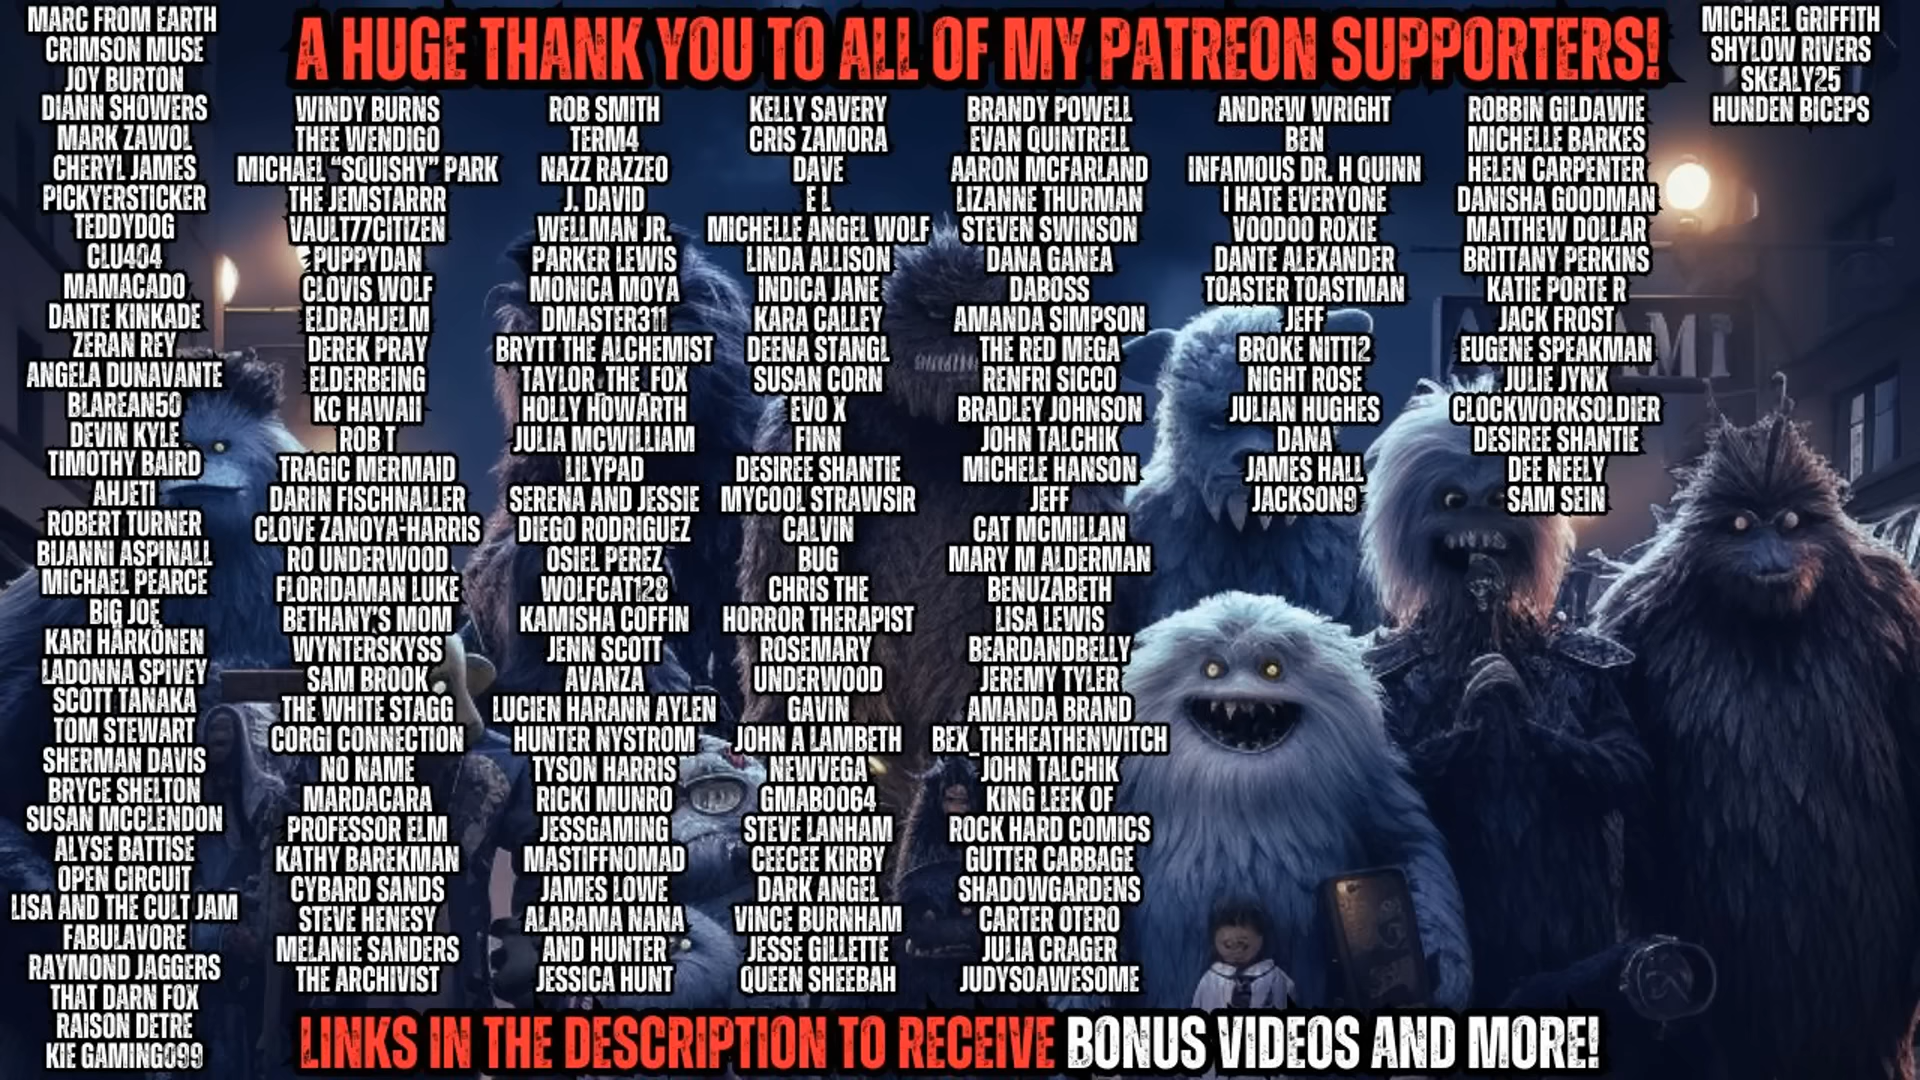 A HUGE THANK YOU TO ALL OF MY PATREON SUPPORTERS!
MARC FROM EARTH
CRIMSON MUSE
JOY BURTON
DIANN SHOWERS
MARK ZAWOL
CHERYL JAMES
PICKYERSTICKER
TEDDYDOG
CLU404
MAMACADO
DANTE KINKADE
ZERAN REY
ANGELA DUNAVANTE
BLAREAN50
DEVIN KYLE
TIMOTHY BAIRD
AHJETI
ROBERT TURNER
BIJANNI ASPINALL
MICHAEL PEARCE
BIG JOE
KARI HÄRKÖNEN
LADONNA SPIVEY
SCOTT TANAKA
TOM STEWART
SHERMAN DAVIS
BRYCE SHELTON
SUSAN MCCLENDON
ALYSE BATTISE
OPEN CIRCUIT
LISA AND THE CULT JAM
FABULAVORE
RAYMOND JAGGERS
THAT DARN FOX
RAISON DETRE
KIE GAMING099
WINDY BURNS
THEE WENDIGO
MICHAEL “SQUISHY” PARK
THE JEMSTARRR
VAULT77CITIZEN
PUPPYDAN
CLOVIS WOLF
ELDRAHJELM
DEREK PRAY
ELDERBEING
KC HAWAII
ROB T
TRAGIC MERMAID
DARIN FISCHNALLER
CLOVE ZANOYA-HARRIS
RO UNDERWOOD
FLORIDAMAN LUKE
BETHANY'S MOM
WYNTERSKYSS
SAM BROOK
THE WHITE STAGG
CORGI CONNECTION
NO NAME
MARDACARA
PROFESSOR ELM
KATHY BAREKMAN
CYBARD SANDS
STEVE HENESY
MELANIE SANDERS
THE ARCHIVIST
ROB SMITH
TERM4
NAZZ RAZZEO
J. DAVID
WELLMAN JR.
PARKER LEWIS
MONICA MOYA
DMASTER311
BRYTT THE ALCHEMIST
TAYLOR_THE_FOX
HOLLY HOWARTH
JULIA MCWILLIAM
LILYPAD
SERENA AND JESSIE
DIEGO RODRIGUEZ
OSIEL PEREZ
WOLFCAT128
KAMISHA COFFIN
JENN SCOTT
AVANZA
LUCIEN HARANN AYLEN
HUNTER NYSTROM
TYSON HARRIS
RICKI MUNRO
JESSGAMING
MASTIFFNOMAD
JAMES LOWE
ALABAMA NANA
AND HUNTER
JESSICA HUNT
KELLY SAVERY
CRIS ZAMORA
DAVE
E L
MICHELLE ANGEL WOLF
LINDA ALLISON
INDICA JANE
KARA CALLEY
DEENA STANGL
SUSAN CORN
EVO X
FINN
DESIREE SHANTIE
MYCOOL STRAWSIR
CALVIN
BUG
CHRIS THE
HORROR THERAPIST
ROSEMARY
UNDERWOOD
GAVIN
JOHN A LAMBETH
NEWVEGA
GMABOO64
STEVE LANHAM
CEECEE KIRBY
DARK ANGEL
VINCE BURNHAM
JESSE GILLETTE
QUEEN SHEEBAH
BRANDY POWELL
EVAN QUINTRELL
AARON MCFARLAND
LIZANNE THURMAN
STEVEN SWINSON
DANA GANEA
DABOSS
AMANDA SIMPSON
THE RED MEGA
RENFRI SICCO
BRADLEY JOHNSON
JOHN TALCHIK
MICHELE HANSON
JEFF
CAT MCMILLAN
MARY M ALDERMAN
BENUZABETH
LISA LEWIS
BEARDANDBELLY
JEREMY TYLER
AMANDA BRAND
BEX_THEHEATHENWITCH
JOHN TALCHIK
KING LEEK OF
ROCK HARD COMICS
GUTTER CABBAGE
SHADOWGARDENS
CARTER OTERO
JULIA CRAGER
JUDYSOAWESOME
ANDREW WRIGHT
BEN
INFAMOUS DR. H QUINN
I HATE EVERYONE
VOODOO ROXIE
DANTE ALEXANDER
TOASTER TOASTMAN
JEFF
BROKE NITTI2
NIGHT ROSE
JULIAN HUGHES
DANA
JAMES HALL
JACKSON9
ROBBIN GILDAWIE
MICHELLE BARKES
HELEN CARPENTER
DANISHA GOODMAN
MATTHEW DOLLAR
BRITTANY PERKINS
KATIE PORTE R
JACK FROST
EUGENE SPEAKMAN
JULIE JYNX
CLOCKWORKSOLDIER
DESIREE SHANTIE
DEE NEELY
SAM SEIN
MICHAEL GRIFFITH
SHYLOW RIVERS
SKEALY25
HUNDEN BICEPS
LINKS IN THE DESCRIPTION TO RECEIVE BONUS VIDEOS AND MORE!